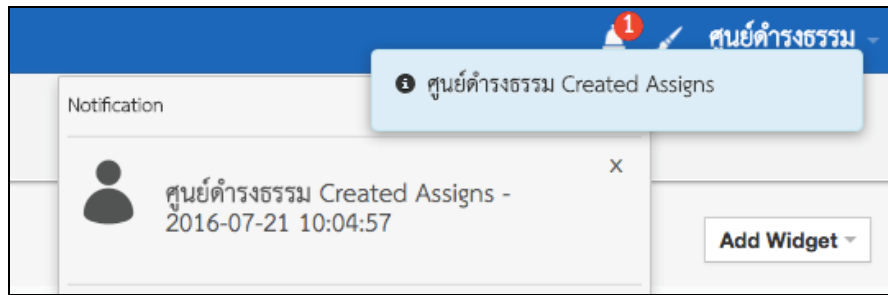 1
ศูนย์ดำรงธรรม
ศูนย์ดำรงธรรม Created Assigns
Notification
x
ศูนย์ดำรงธรรม Created Assigns -
2016-07-21 10:04:57
Add Widget